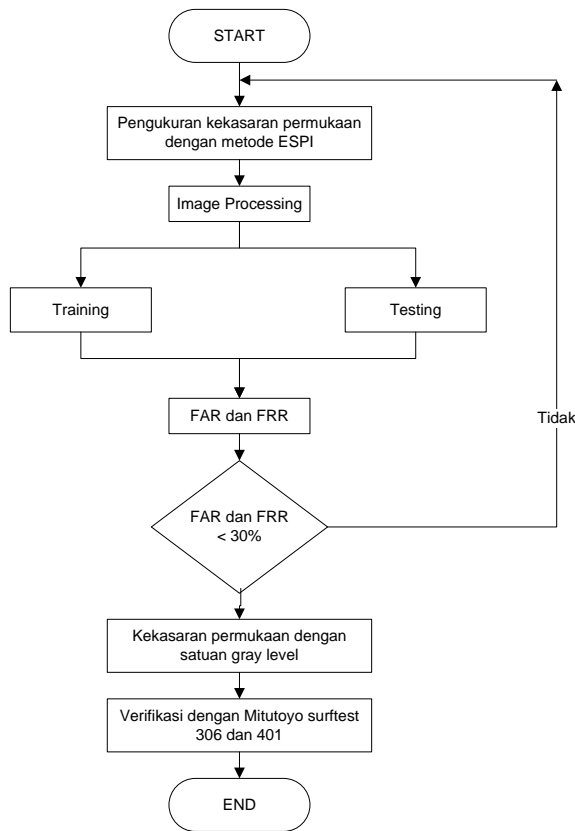 START
Pengukuran kekasaran permukaan
dengan metode ESPI
Image Processing
Training
Testing
FAR dan FRR
Tidak
FAR dan FRR
< 30%
Kekasaran permukaan dengan
satuan gray level
Verifikasi dengan Mitutoyo surftest
306 dan 401
END